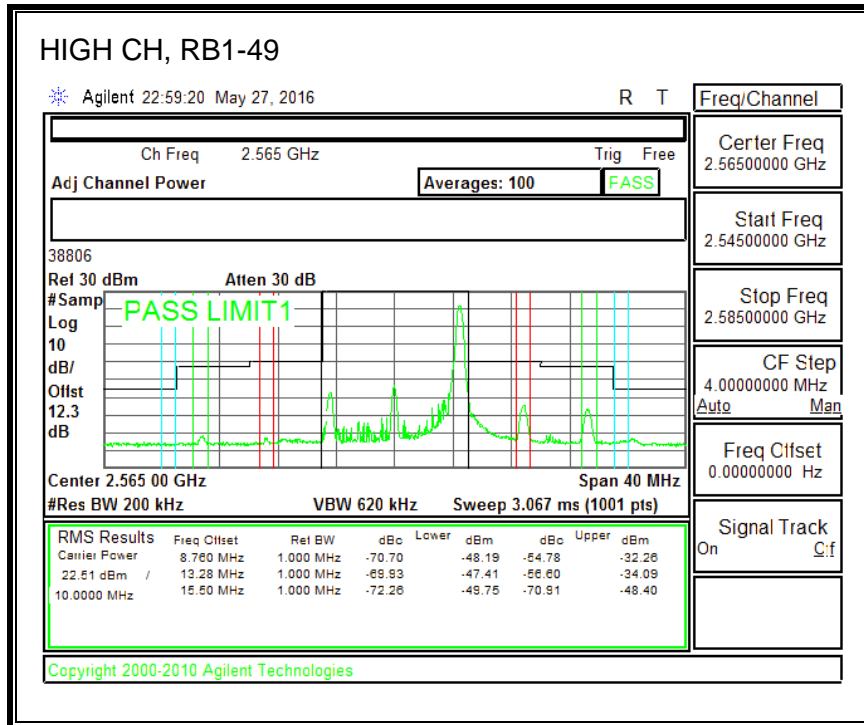 HIGH CH, RB1-49
Agilent 22:59:20 May 27, 2016 R T
Ch Freq 2.565 GHz Trig Free
Adj Channel Power Averages: 100 PASS
38806
Ref 30 dBm Atten 30 dB
#Samp
Log
10
dB/
Offst
12.3
dB
PASS LIMIT1
Center 2.565 00 GHz Span 40 MHz
#Res BW 200 kHz VBW 620 kHz Sweep 3.067 ms (1001 pts)
RMS Results Freq Offset Ref BW dBc Lower dBm dBc Upper dBm
Carrier Power 8.760 MHz 1.000 MHz -70.70 -48.19 -54.78 -32.26
22.51 dBm / 13.28 MHz 1.000 MHz -69.93 -47.41 -56.60 -34.09
10.0000 MHz 15.50 MHz 1.000 MHz -72.26 -49.75 -70.91 -48.40
Copyright 2000-2010 Agilent Technologies
Freq/Channel
Center Freq
2.56500000 GHz
Start Freq
2.54500000 GHz
Stop Freq
2.58500000 GHz
CF Step
4.00000000 MHz
Auto Man
Freq Offset
0.00000000 Hz
Signal Track
On Off